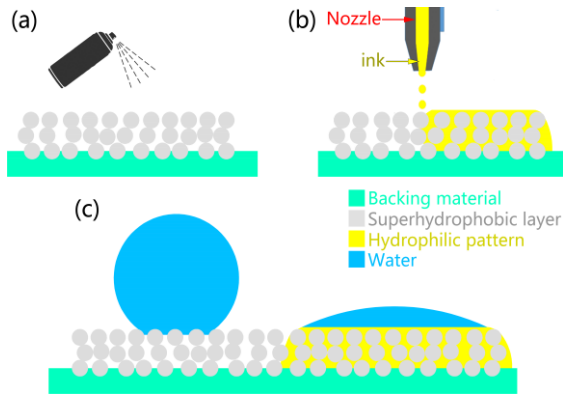 (a)
(b)
Nozzle
ink
Backing material
Superhydrophobic layer
Hydrophilic pattern
Water
(c)